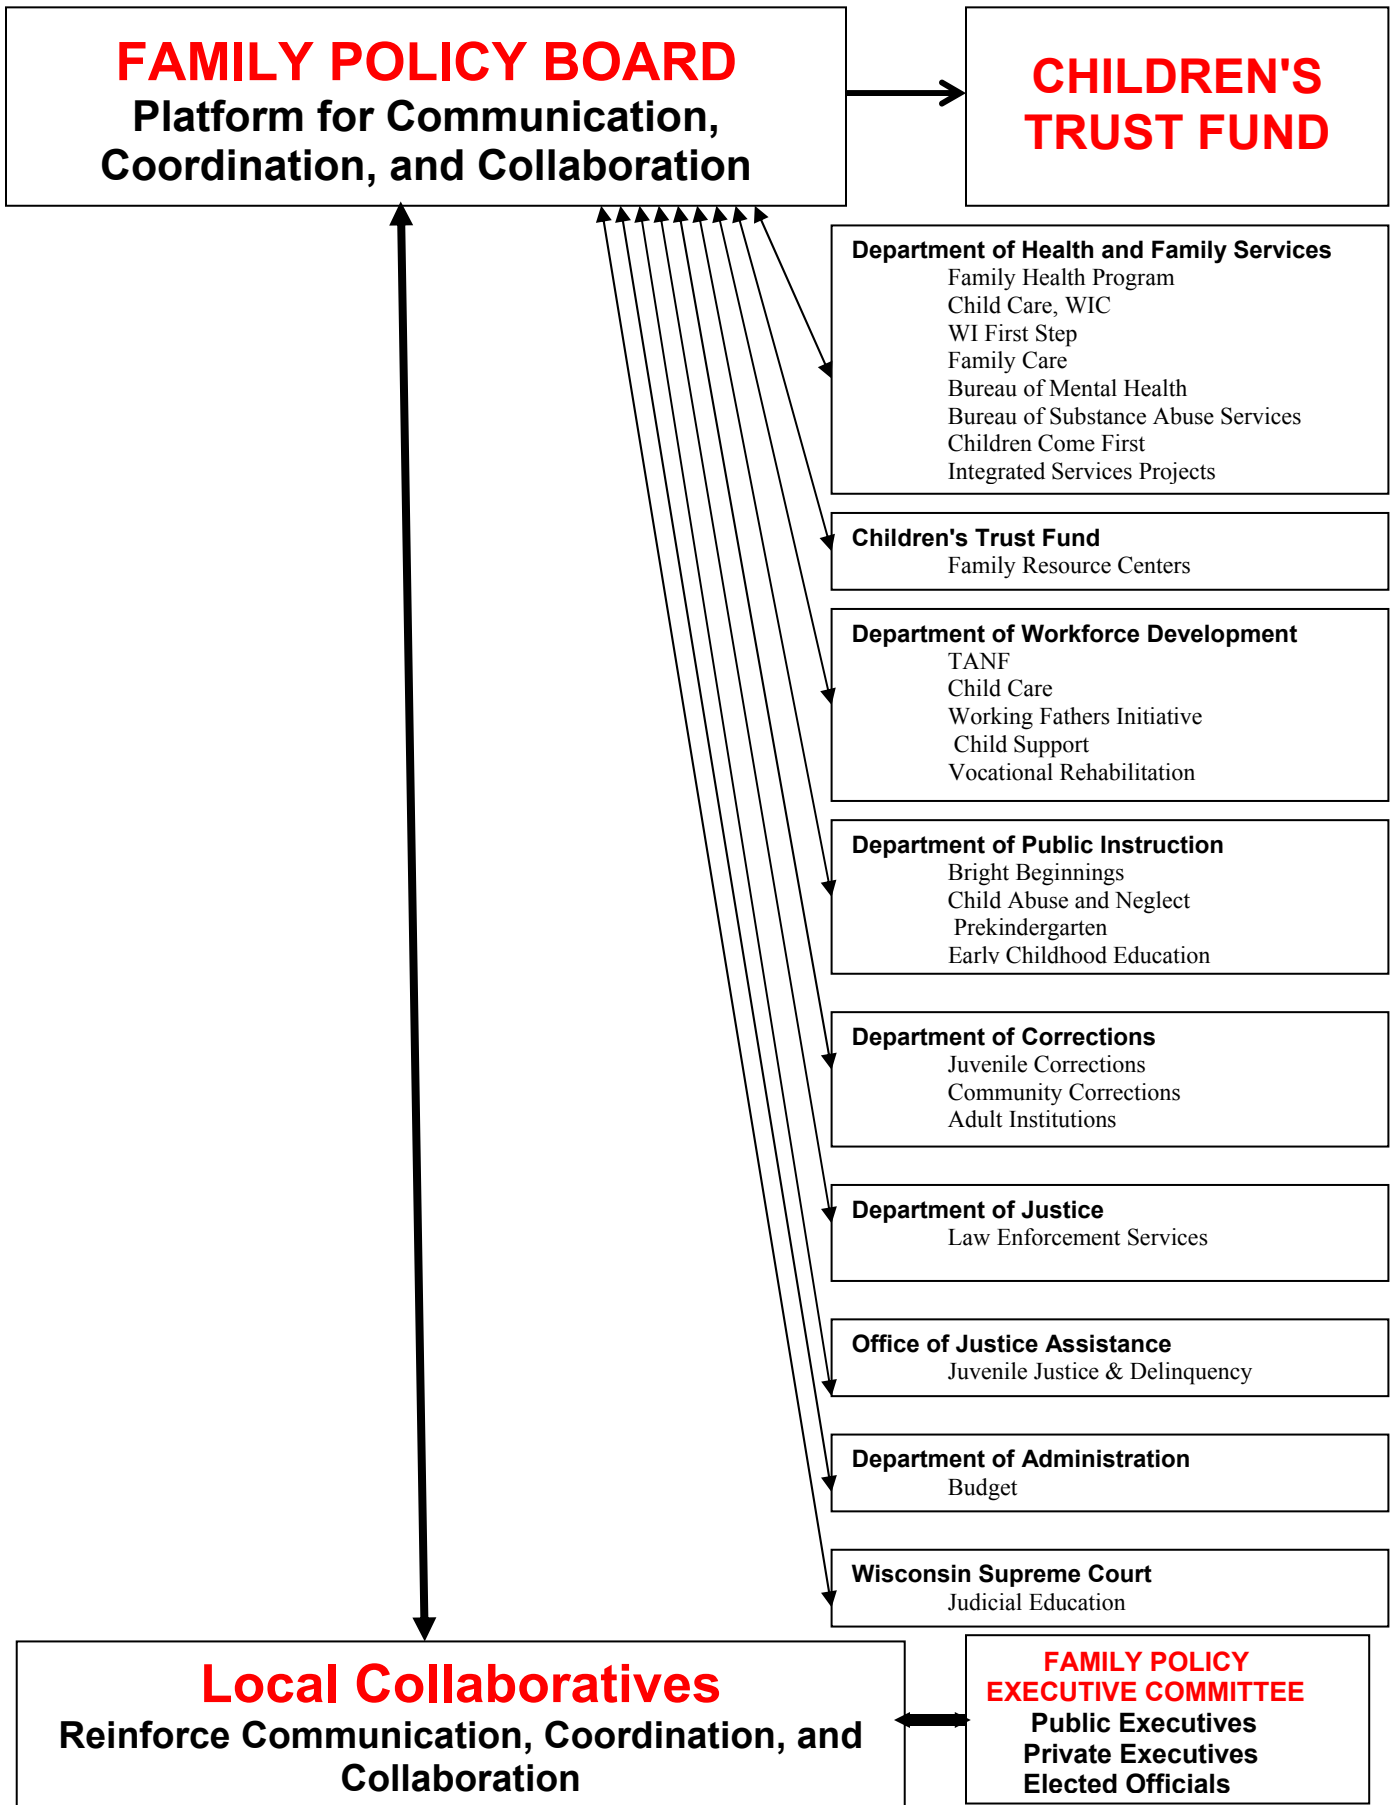 FAMILY POLICY BOARD
Platform for Communication,
Coordination, and Collaboration
CHILDREN'S
TRUST FUND
Department of Health and Family Services
Family Health Program
Child Care, WIC
WI First Step
Family Care
Bureau of Mental Health
Bureau of Substance Abuse Services
Children Come First
Integrated Services Projects
Children's Trust Fund
Family Resource Centers
Department of Workforce Development
TANF
Child Care
Working Fathers Initiative
Child Support
Vocational Rehabilitation
Department of Public Instruction
Bright Beginnings
Child Abuse and Neglect
Prekindergarten
Early Childhood Education
Department of Corrections
Juvenile Corrections
Community Corrections
Adult Institutions
Department of Justice
Law Enforcement Services
Office of Justice Assistance
Juvenile Justice & Delinquency
Department of Administration
Budget
Wisconsin Supreme Court
Judicial Education
Local Collaboratives
Reinforce Communication, Coordination, and
Collaboration
FAMILY POLICY
EXECUTIVE COMMITTEE
Public Executives
Private Executives
Elected Officials